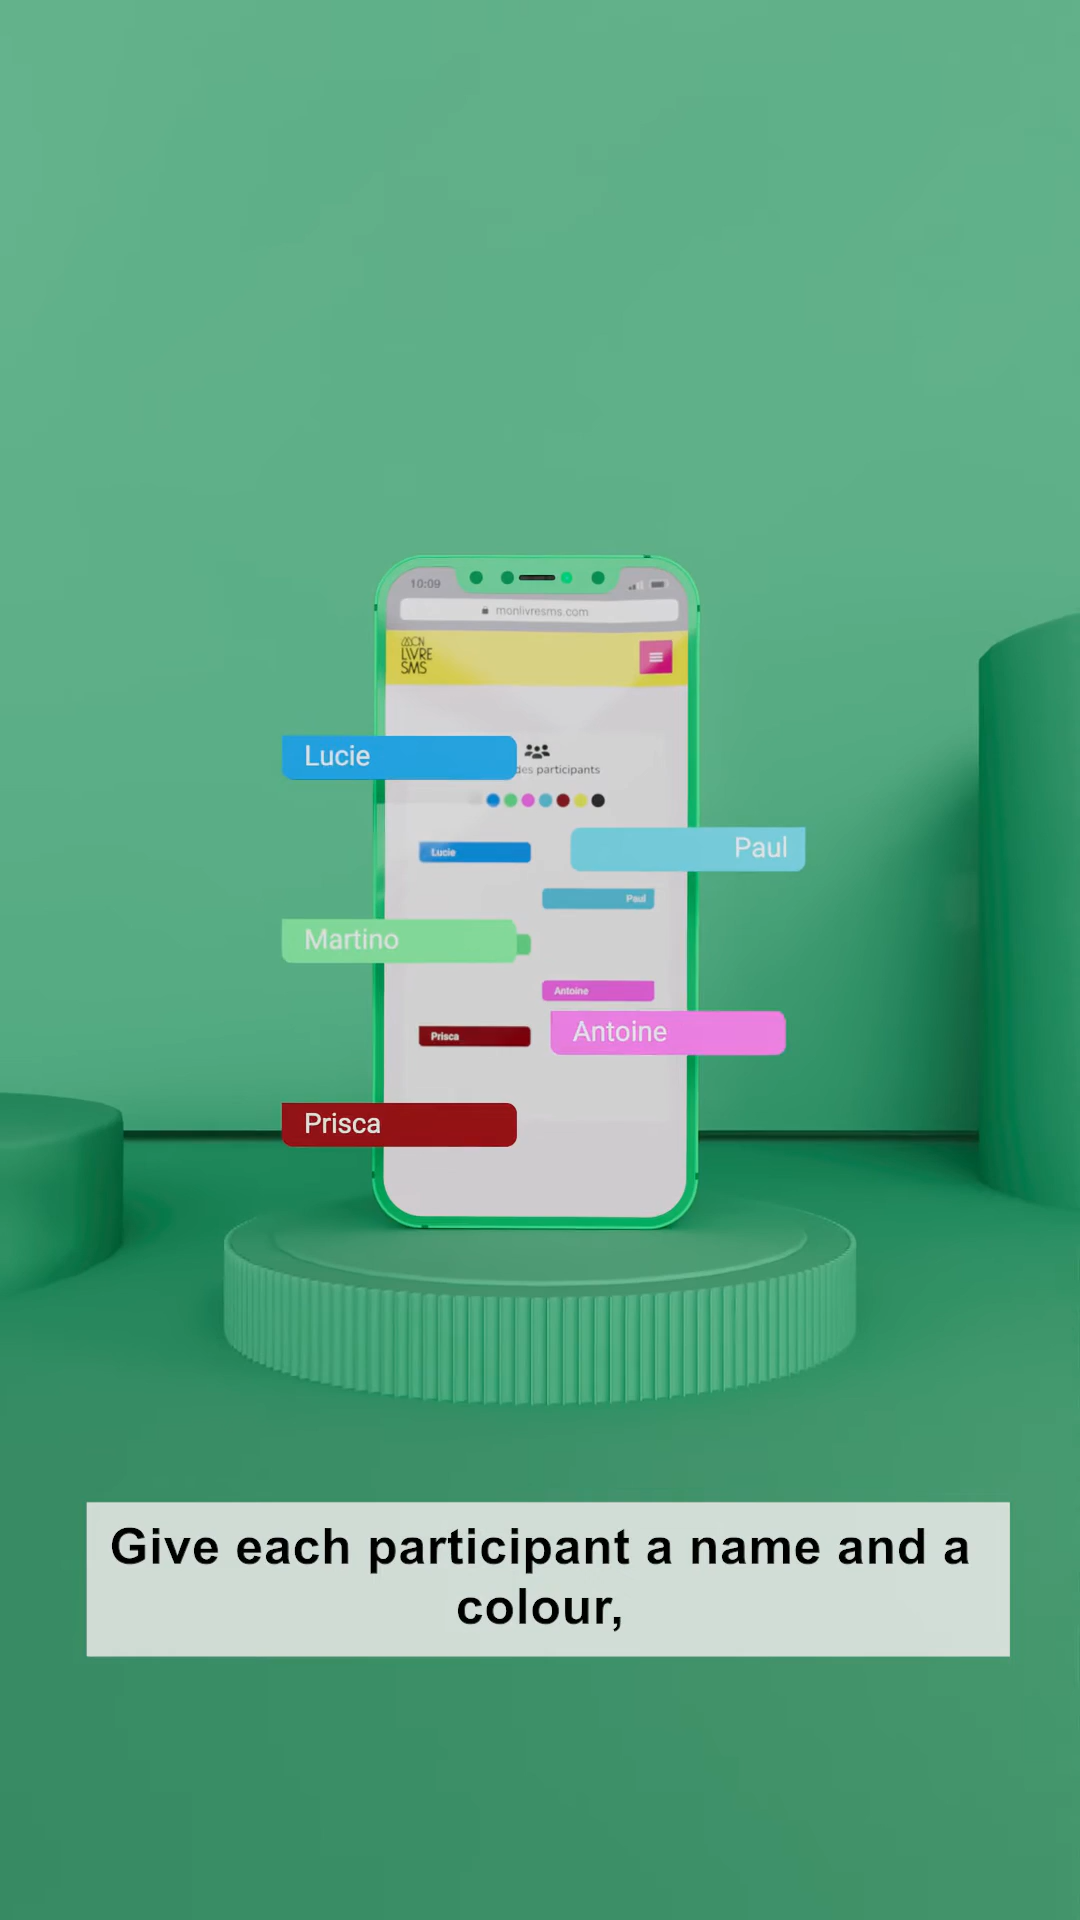 10:09
monlivresms.com
MON
LIVRE
SMS
Lucie
des participants
Lucie
Paul
Paul
Martino
Antoine
Antoine
Prisca
Prisca
Give each participant a name and a
colour,